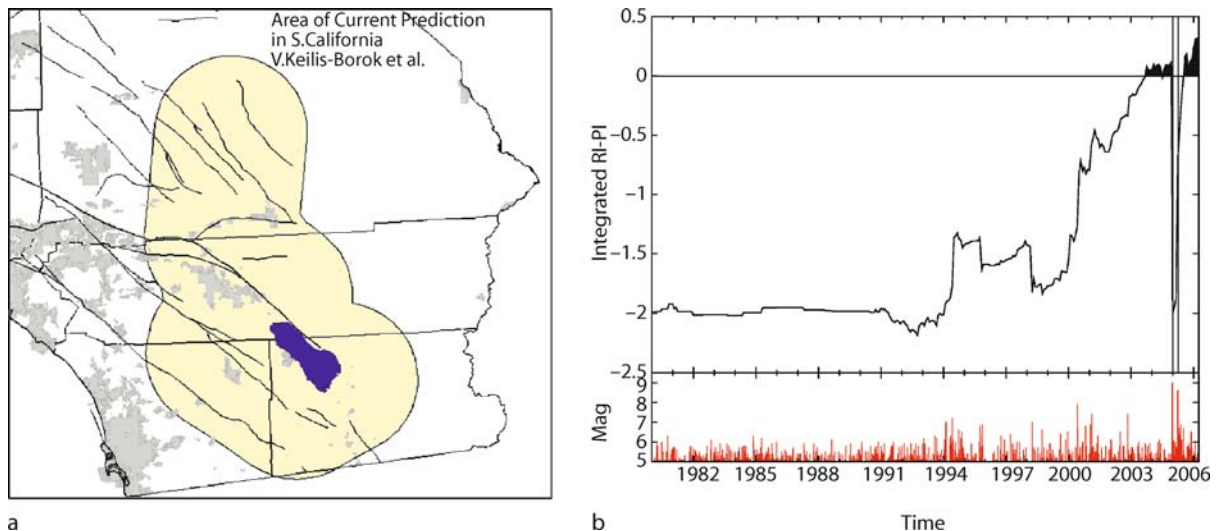 Area of Current Prediction
in S.California
V.Keilis-Borok et al.
a
0.5
0
−0.5
−1
−1.5
−2
−2.5
Integrated RI-PI
9
8
7
6
5
Mag
1982 1985 1988 1991 1994 1997 2000 2003 2006
b
Time